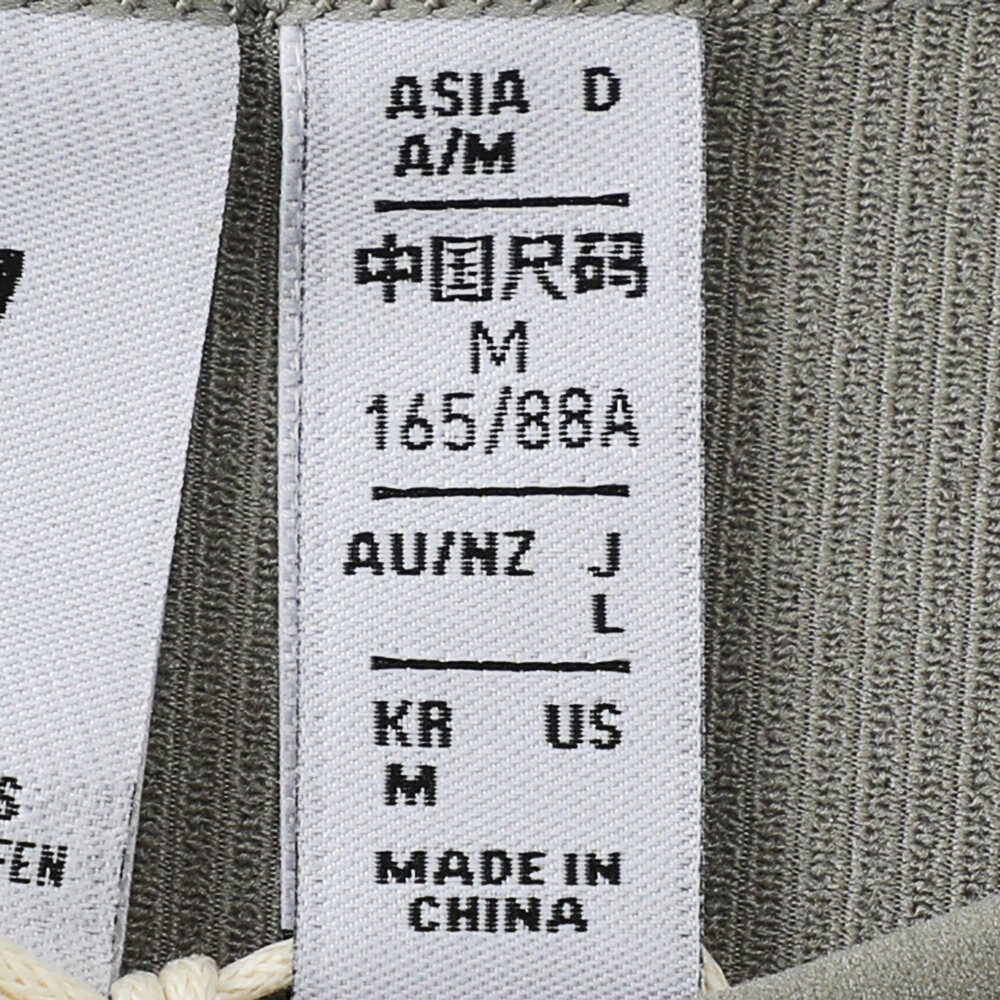 ASIA D
A/M
中国尺码
M
165/88A
AU/NZ J
L
KR US
M
MADE IN
CHINA